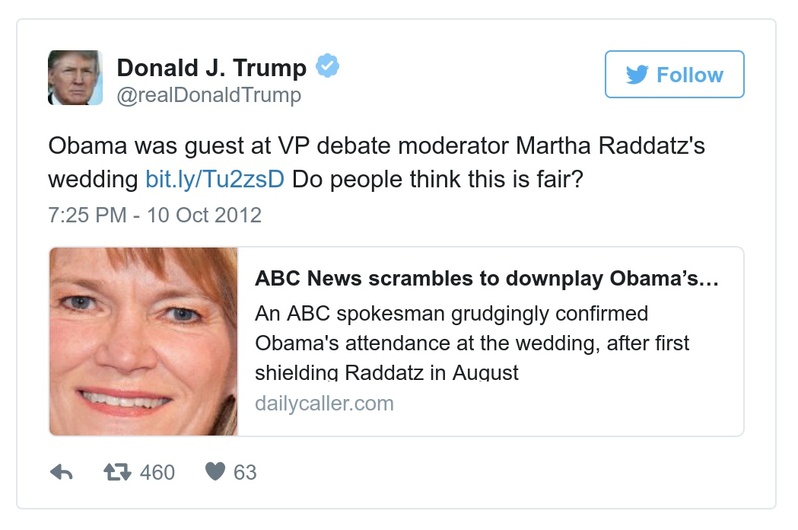 Donald J. Trump
@realDonaldTrump
Follow
Obama was guest at VP debate moderator Martha Raddatz's
wedding bit.ly/Tu2zsD Do people think this is fair?
7:25 PM - 10 Oct 2012
ABC News scrambles to downplay Obama’s…
An ABC spokesman grudgingly confirmed
Obama's attendance at the wedding, after first
shielding Raddatz in August
dailycaller.com
460 63